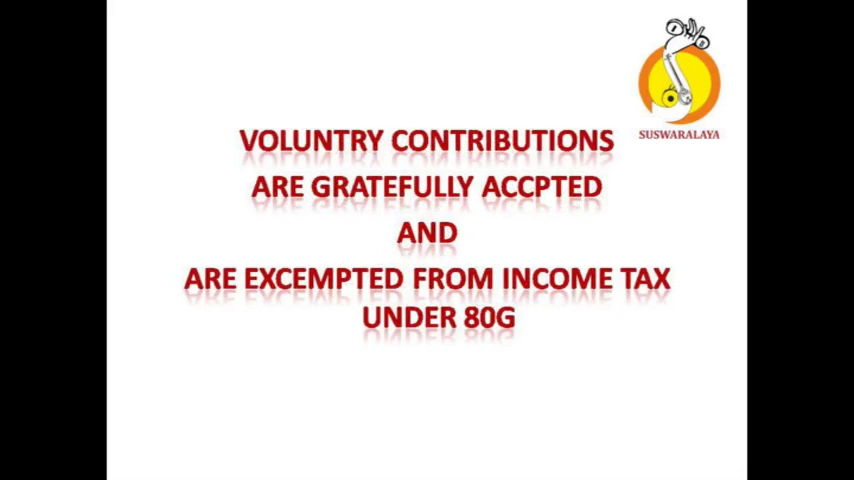 SUSWARALAYA
VOLUNTRY CONTRIBUTIONS
ARE GRATEFULLY ACCPTED
AND
ARE EXCEMPTED FROM INCOME TAX
UNDER 80G